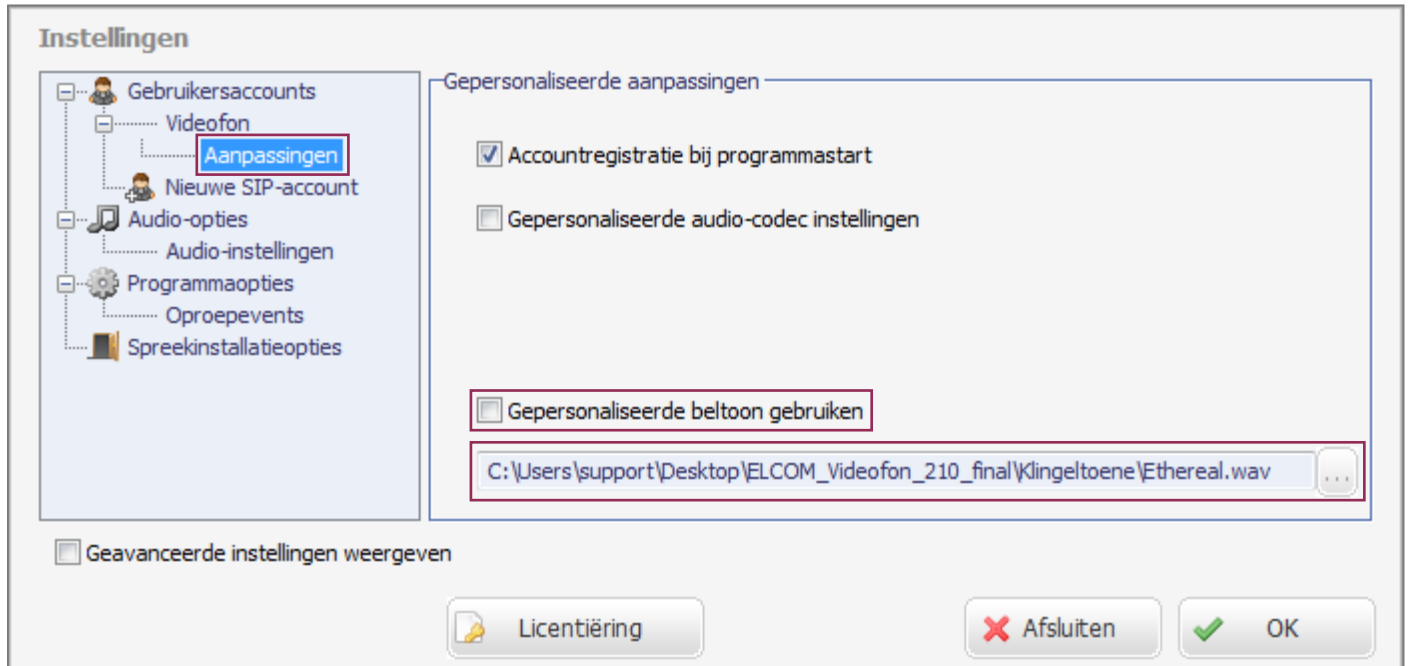 Instellingen
Gebruikersaccounts
Videofon
Aanpassingen
Nieuwe SIP-account
Audio-opties
Audio-instellingen
Programmaopties
Oproepevents
Spreekinstallatieopties
Gepersonaliseerde aanpassingen
Accountregistratie bij programmastart
Gepersonaliseerde audio-codec instellingen
Gepersonaliseerde beltoon gebruiken
C:\Users\support\Desktop\ELCOM_Videofon_210_final\Klingeltoene\Ethereal.wav
...
Geavanceerde instellingen weergeven
Licentiëring
Afsluiten
OK